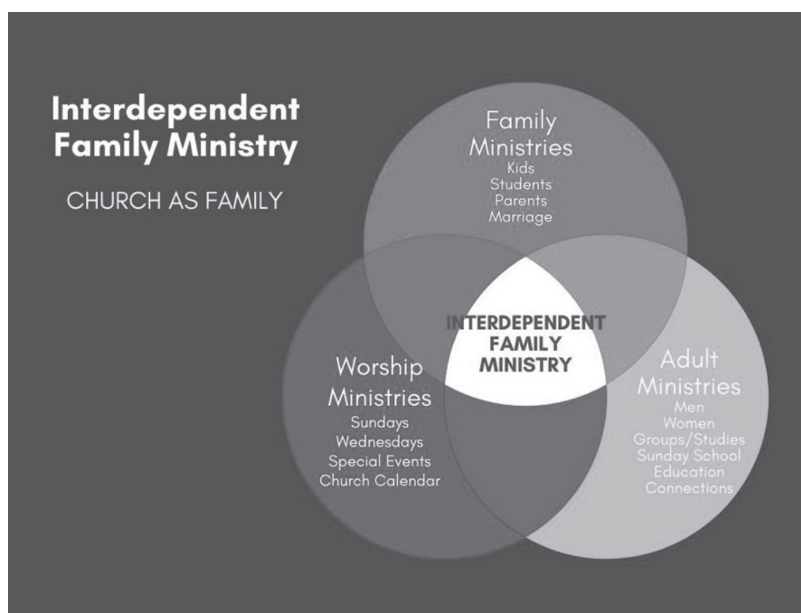 Interdependent
Family Ministry
CHURCH AS FAMILY
Family
Ministries
Kids
Students
Parents
Marriage
INTERDEPENDENT
FAMILY
MINISTRY
Worship
Ministries
Sundays
Wednesdays
Special Events
Church Calendar
Adult
Ministries
Men
Women
Groups/Studies
Sunday School
Education
Connections